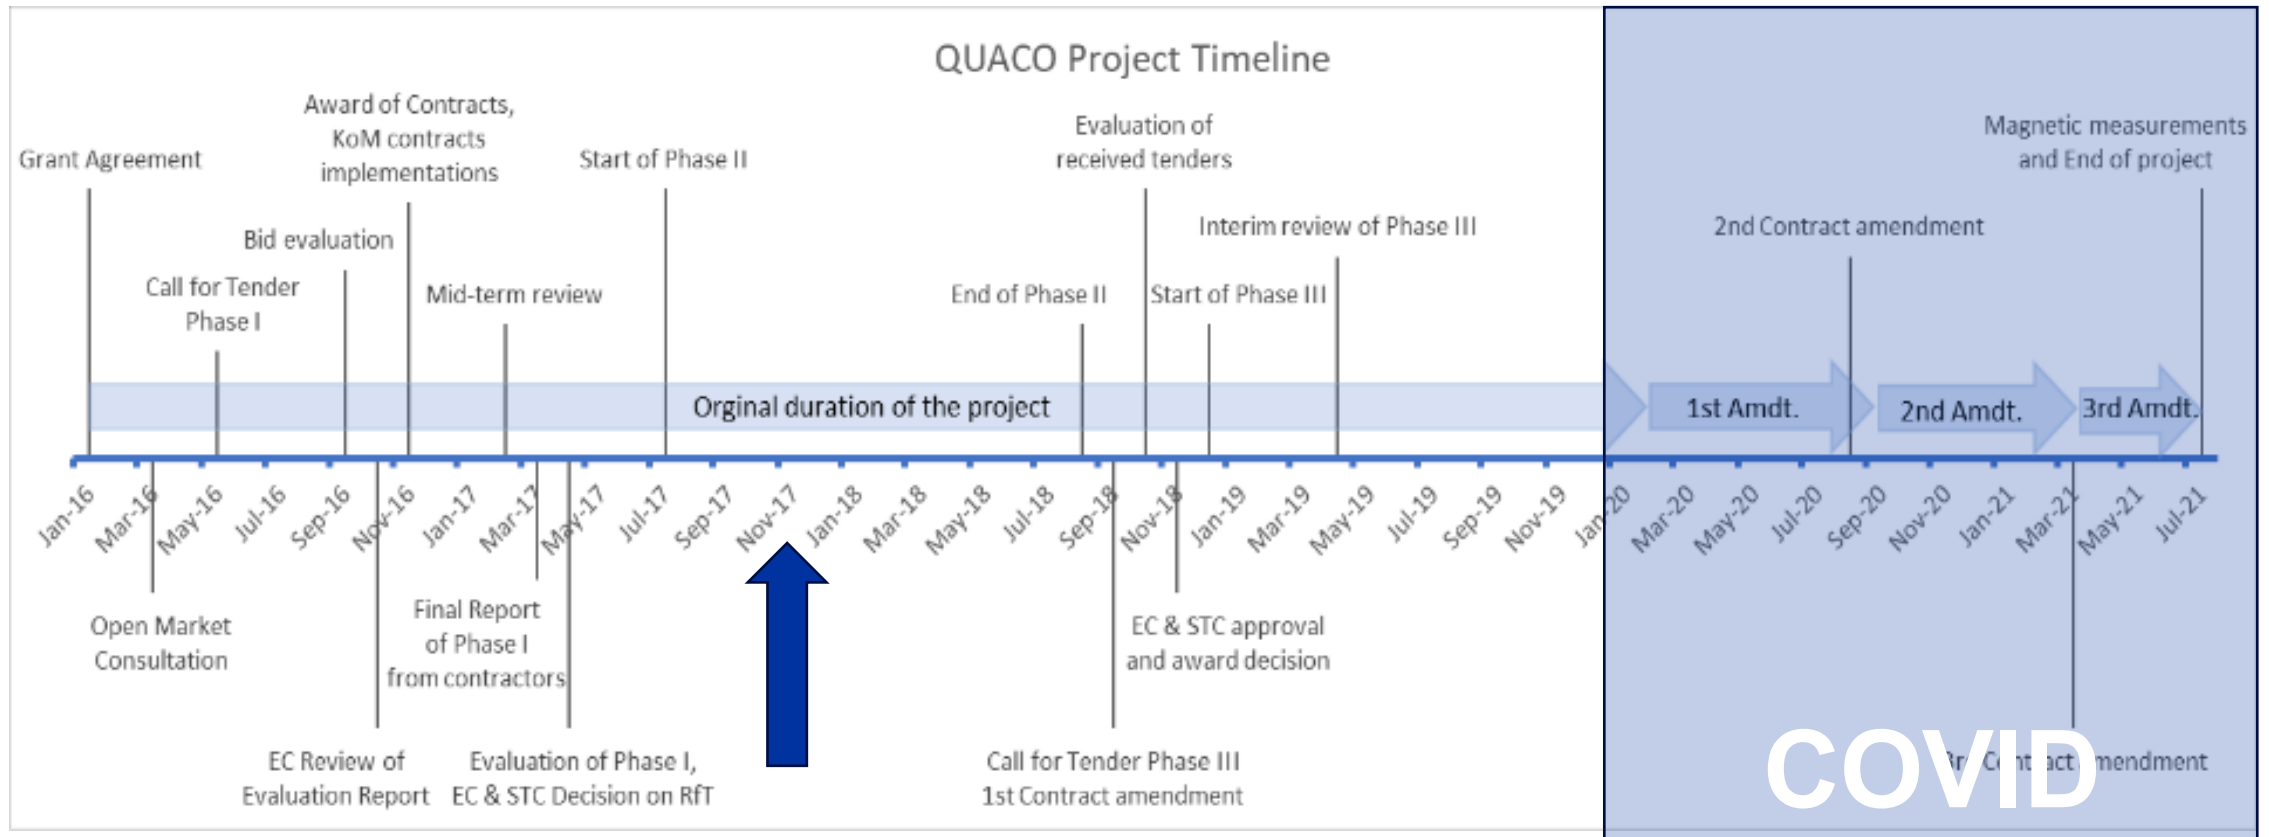 QUACO Project Timeline
Grant Agreement
Award of Contracts,
KoM contracts
implementations
Bid evaluation
Call for Tender
Phase I
Mid-term review
Start of Phase II
Evaluation of
received tenders
Interim review of Phase III
End of Phase II
Start of Phase III
Magnetic measurements
and End of project
2nd Contract amendment
Orginal duration of the project
1st Amdt.
2nd Amdt.
3rd Amdt.
Jan-16
Mar-16
May-16
Jul-16
Sep-16
Nov-16
Jan-17
Mar-17
May-17
Jul-17
Sep-17
Nov-17
Jan-18
Mar-18
May-18
Jul-18
Sep-18
Nov-18
Jan-19
Mar-19
May-19
Jul-19
Sep-19
Nov-19
Jan-20
Mar-20
May-20
Jul-20
Sep-20
Nov-20
Jan-21
Mar-21
May-21
Jul-21
Open Market
Consultation
Final Report
of Phase I
from contractors
EC Review of
Evaluation Report
Evaluation of Phase I,
EC & STC Decision on RfT
EC & STC approval
and award decision
Call for Tender Phase III
1st Contract amendment
3rd Contract amendment
COVID